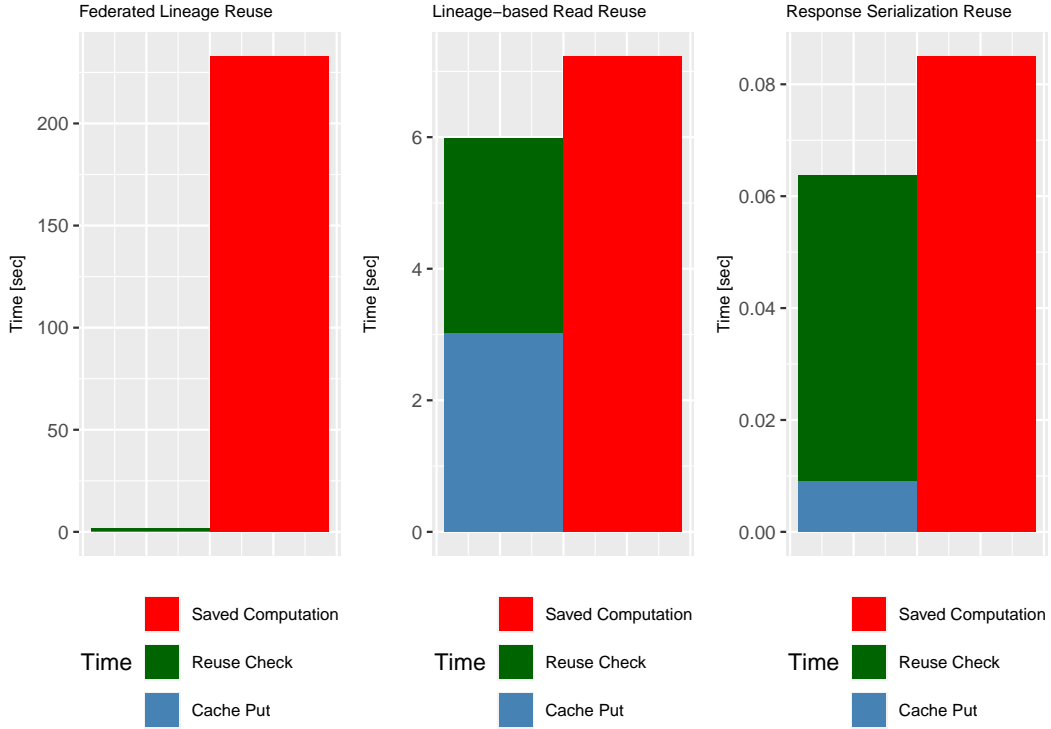 Federated Lineage Reuse
Time [sec]
200
150
100
50
0
Time
Saved Computation
Reuse Check
Cache Put
Lineage−based Read Reuse
Time [sec]
6
4
2
0
Time
Saved Computation
Reuse Check
Cache Put
Response Serialization Reuse
Time [sec]
0.08
0.06
0.04
0.02
0.00
Time
Saved Computation
Reuse Check
Cache Put